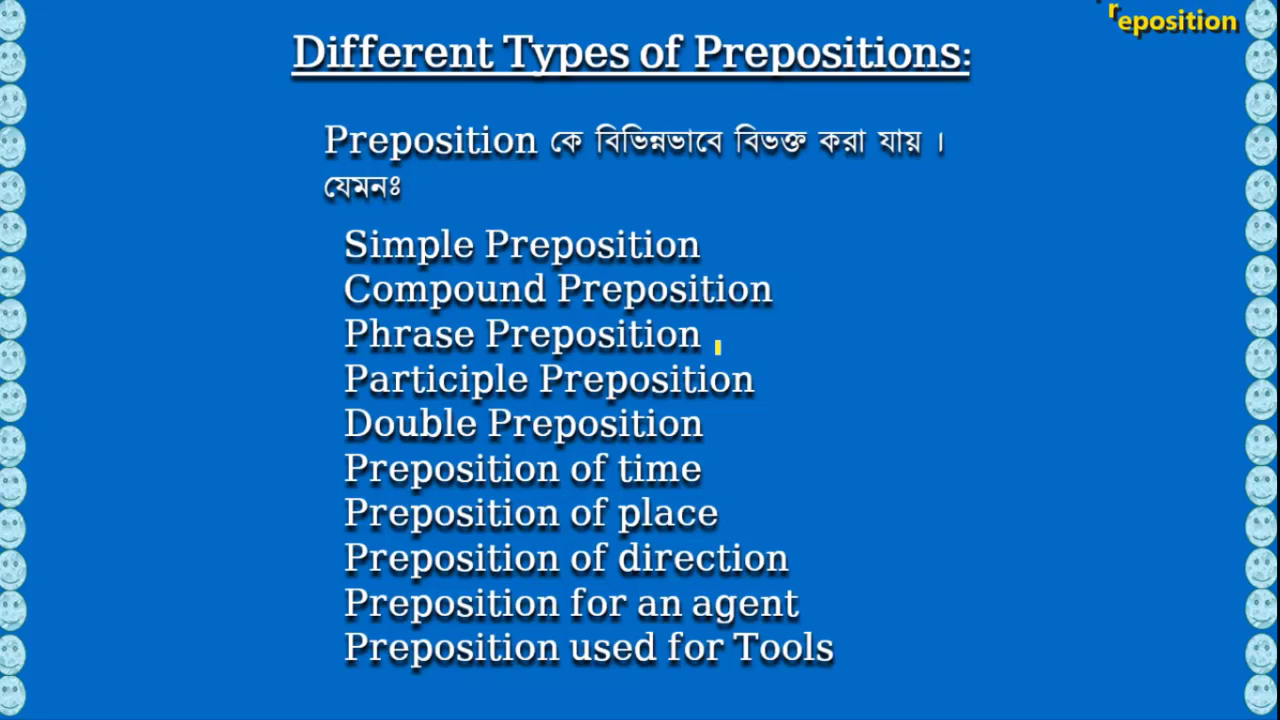 reposition
Different Types of Prepositions:
Preposition কে বিভিন্নভাবে বিভক্ত করা যায় ।
যেমনঃ
Simple Preposition
Compound Preposition
Phrase Preposition
Participle Preposition
Double Preposition
Preposition of time
Preposition of place
Preposition of direction
Preposition for an agent
Preposition used for Tools